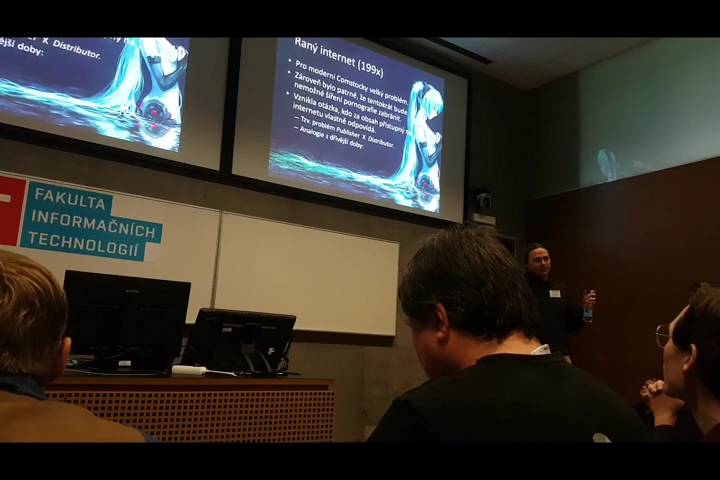 X Distributor.
ější doby:
Raný internet (199x)
• Pro moderní Comstocky velký problém.
• Zároveň bylo patrné, že tentokrát bude
nemožné šíření pornografie zabránit.
• Vznikla otázka, kdo za obsah přístupný v
internetu vlastně odpovídá.
– Tzv. problém Publisher X Distributor.
– Analogie z dřívější doby:
FAKULTA
INFORMAČNÍCH
TECHNOLOGIÍ